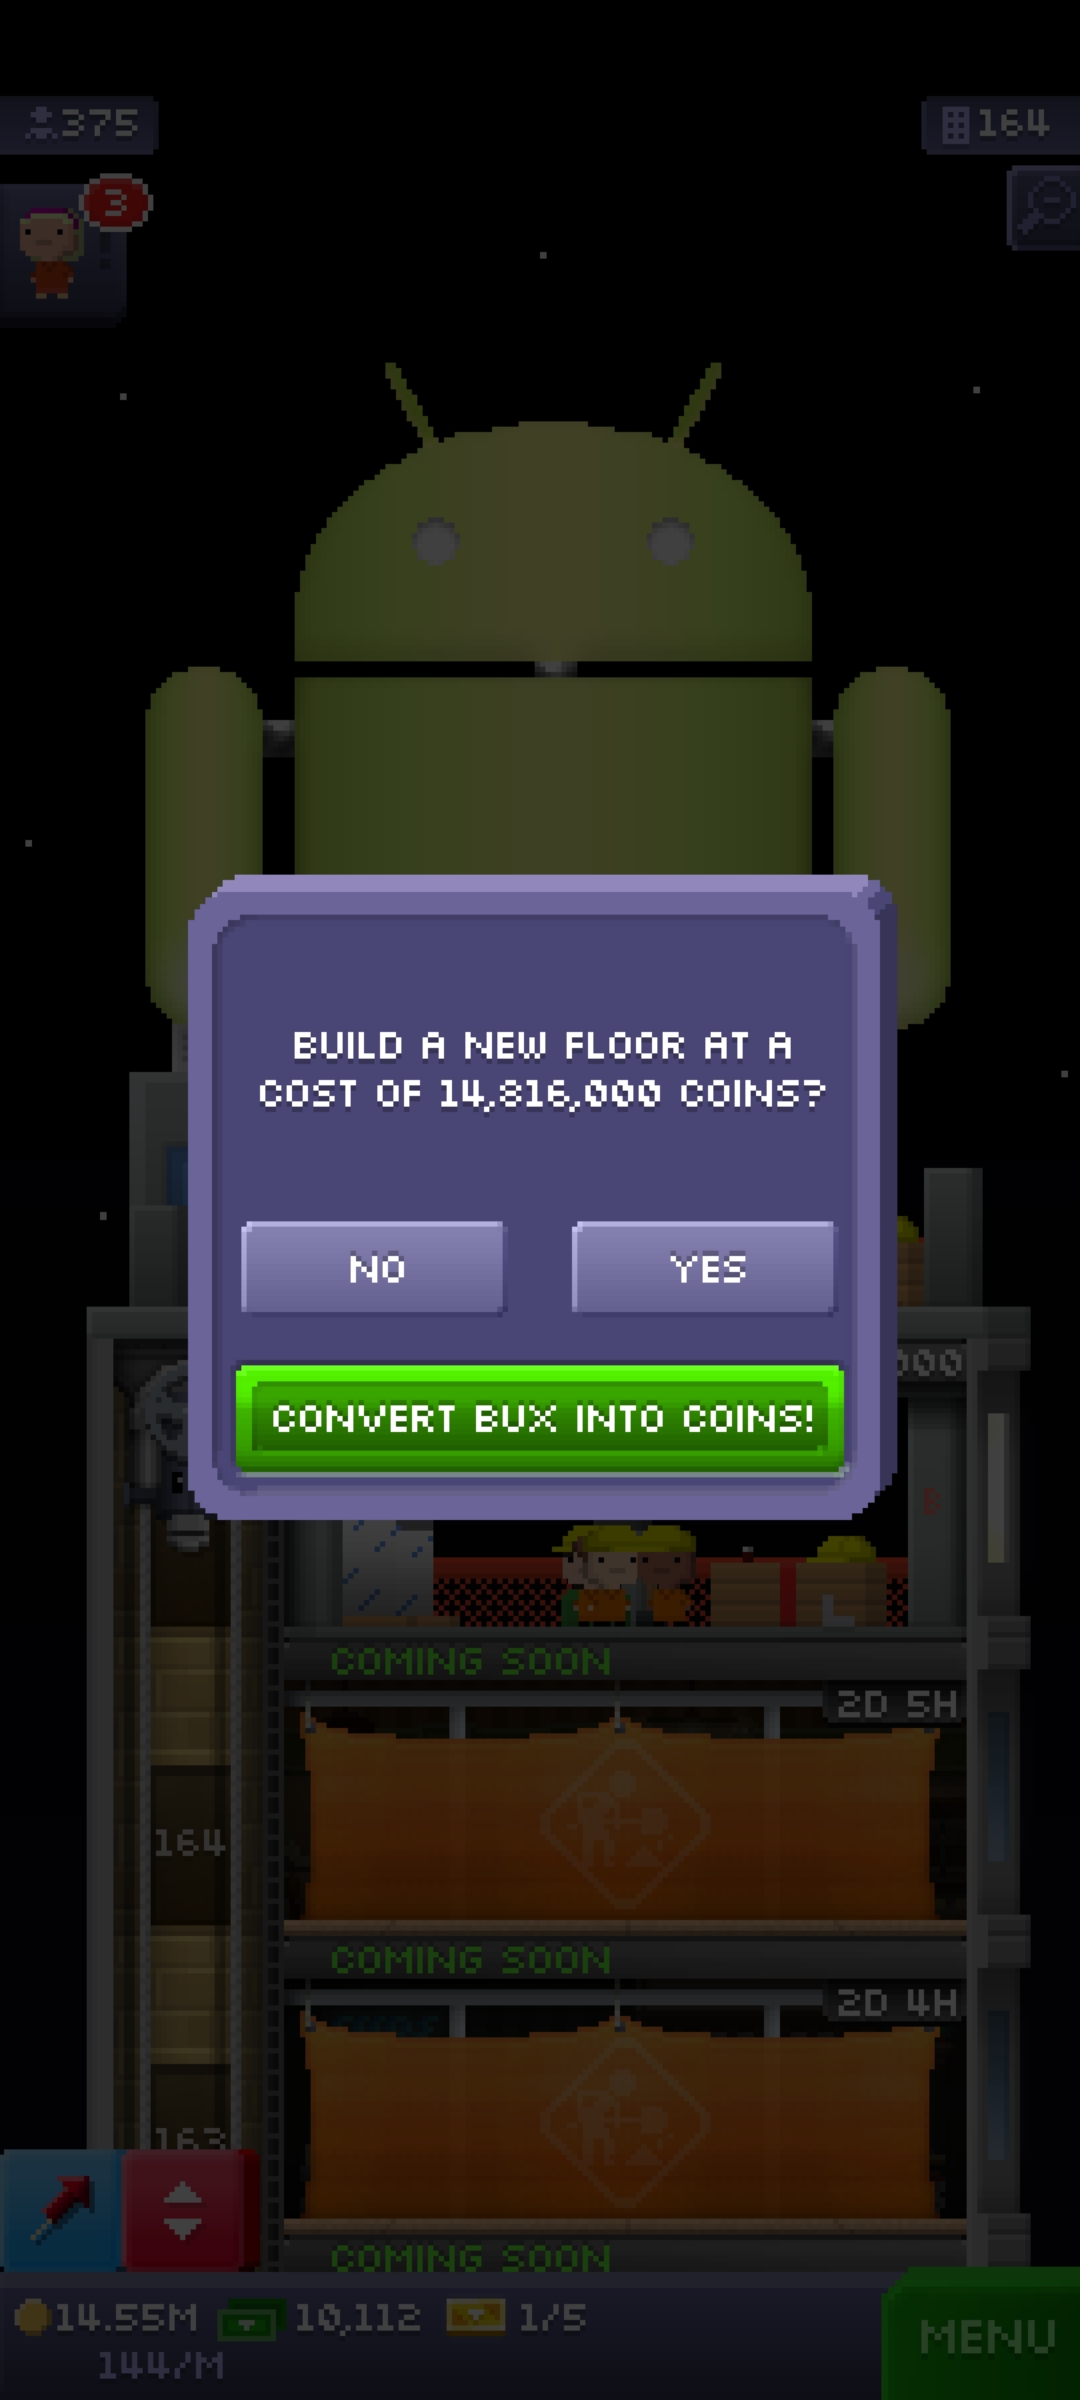 375
164
3
BUILD A NEW FLOOR AT A
COST OF 14,816,000 COINS?
NO
YES
000
CONVERT BUX INTO COINS!
COMING SOON
2D 5H
164
COMING SOON
2D 4H
163
COMING SOON
14.55M
10,112
1/5
MENU
144/M